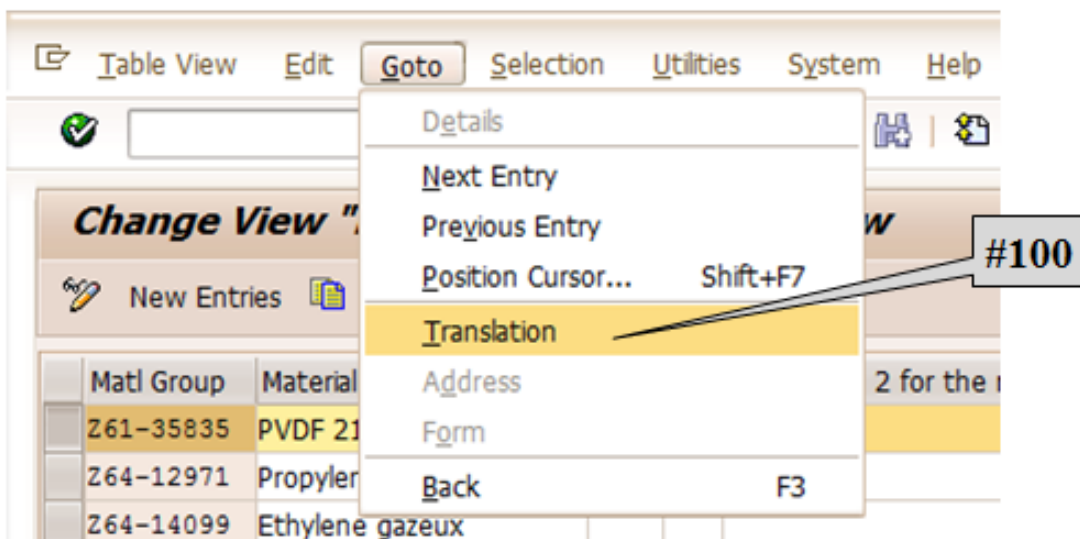 Table View Edit Goto Selection Utilities System Help
Details
Next Entry
Change View "
Previous Entry
w
#100
Position Cursor... Shift+F7
New Entries
Translation
Matl Group Material
Address
2 for the
Z61-35835 PVDF 21
Form
Z64-12971 Propyler
Back F3
Z64-14099 Ethylene gazeux